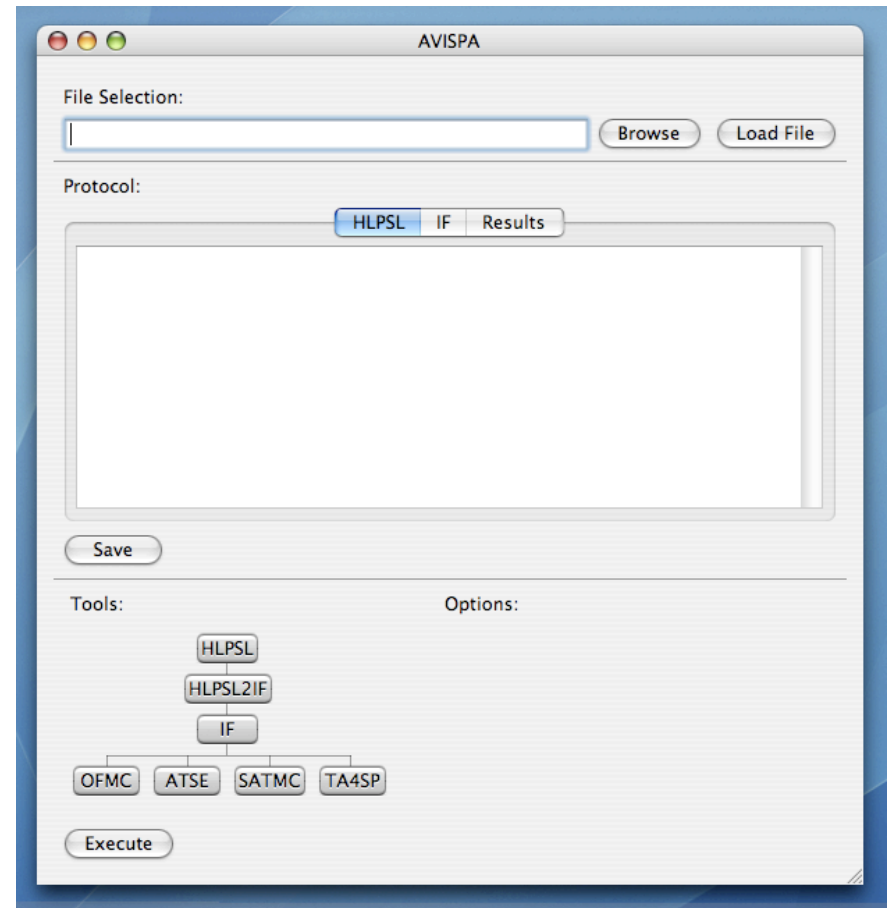 AVISPA
File Selection:
Browse Load File
Protocol:
HLPSL IF Results
Save
Tools: Options:
HLPSL
HLPSL2IF
IF
OFMC ATSE SATMC TA4SP
Execute